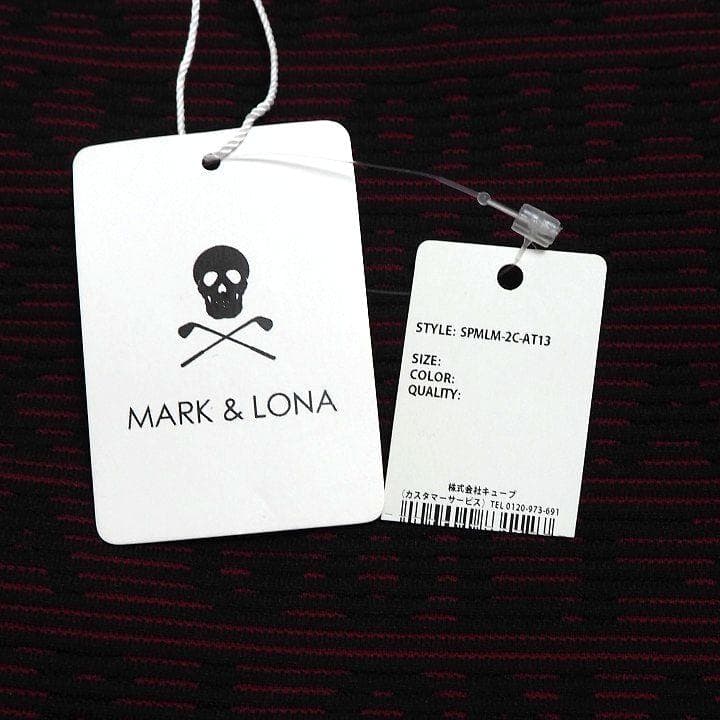 MARK & LONA
STYLE: SPMLM-2C-AT13
SIZE:
COLOR:
QUALITY:
株式会社キューブ
(カスタマーサービス) TEL 0120-973-691